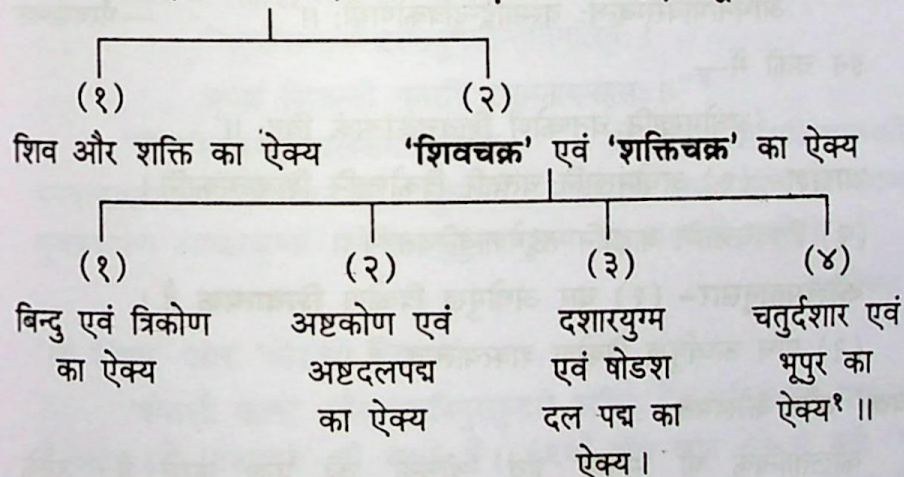 (१) (२)
शिव और शक्ति का ऐक्य 'शिवचक्र' एवं 'शक्तिचक्र' का ऐक्य
(१) (२) (३) (४)
बिन्दु एवं त्रिकोण अष्टकोण एवं दशारयुग्म चतुर्दशार एवं
का ऐक्य अष्टदलपद्म एवं षोडश भूपुर का
का ऐक्य दल पद्म का ऐक्य१ ॥
ऐक्य।